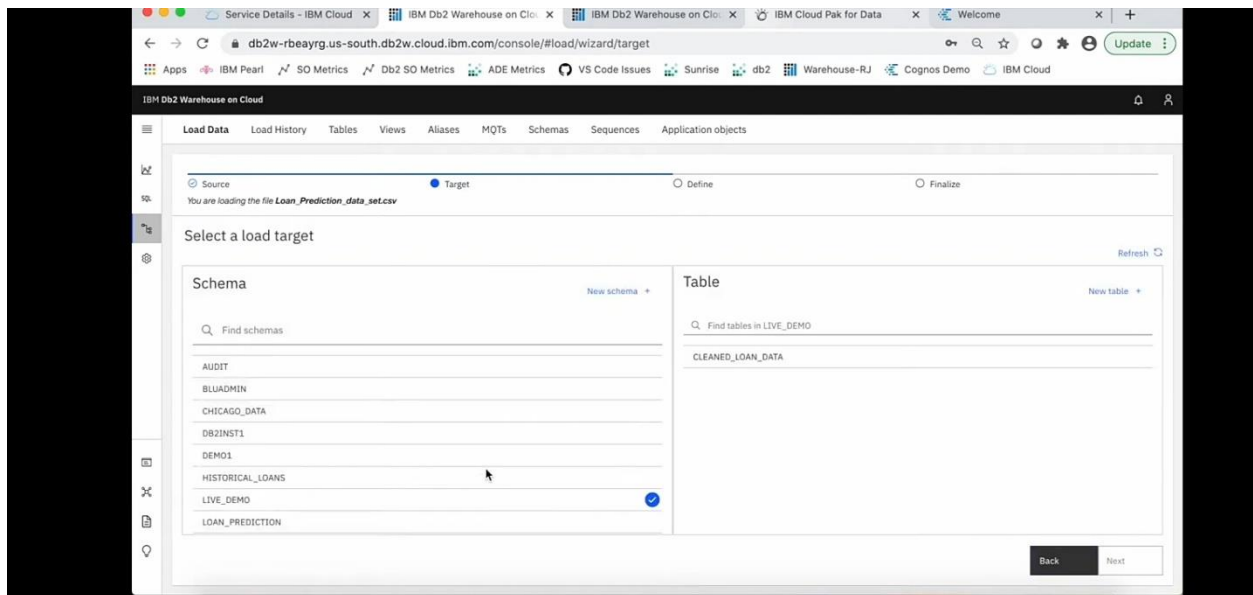 Service Details - IBM Cloud
IBM Db2 Warehouse on Clou
IBM Db2 Warehouse on Clou
IBM Cloud Pak for Data
Welcome
db2w-rbeayrg.us-south.db2w.cloud.ibm.com/console/#load/wizard/target
Update
Apps IBM Pearl SO Metrics Db2 SO Metrics ADE Metrics VS Code Issues Sunrise db2 Warehouse-RJ Cognos Demo IBM Cloud
IBM Db2 Warehouse on Cloud
Load Data Load History Tables Views Aliases MQTs Schemas Sequences Application objects
SQL
Source Target Define Finalize
You are loading the file Loan_Prediction_data_set.csv
Select a load target
Refresh
Schema
New schema +
Find schemas
AUDIT
BLUADMIN
CHICAGO_DATA
DB2INST1
DEMO1
HISTORICAL_LOANS
LIVE_DEMO
LOAN_PREDICTION
Table
New table +
Find tables in LIVE_DEMO
CLEANED_LOAN_DATA
Back Next